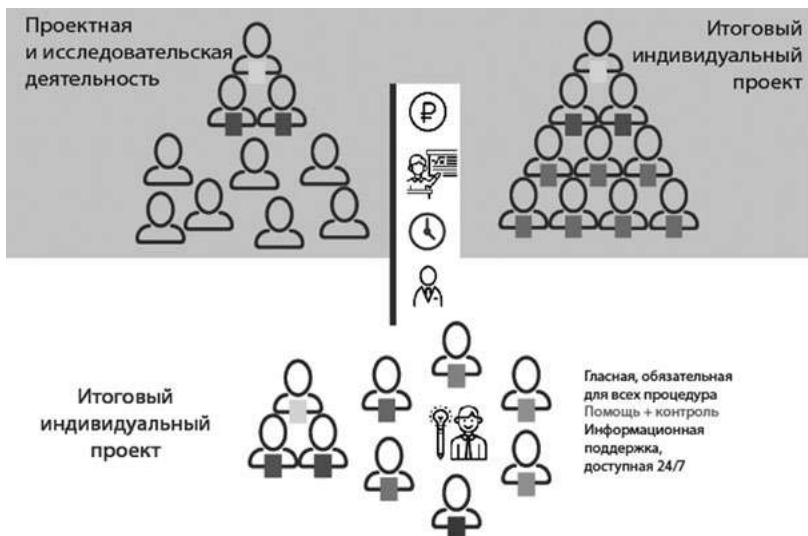 Проектная
и исследовательская
деятельность
Итоговый
индивидуальный
проект
₽
Итоговый
индивидуальный
проект
Гласная, обязательная
для всех процедура
Помощь + контроль
Информационная
поддержка,
доступная 24/7